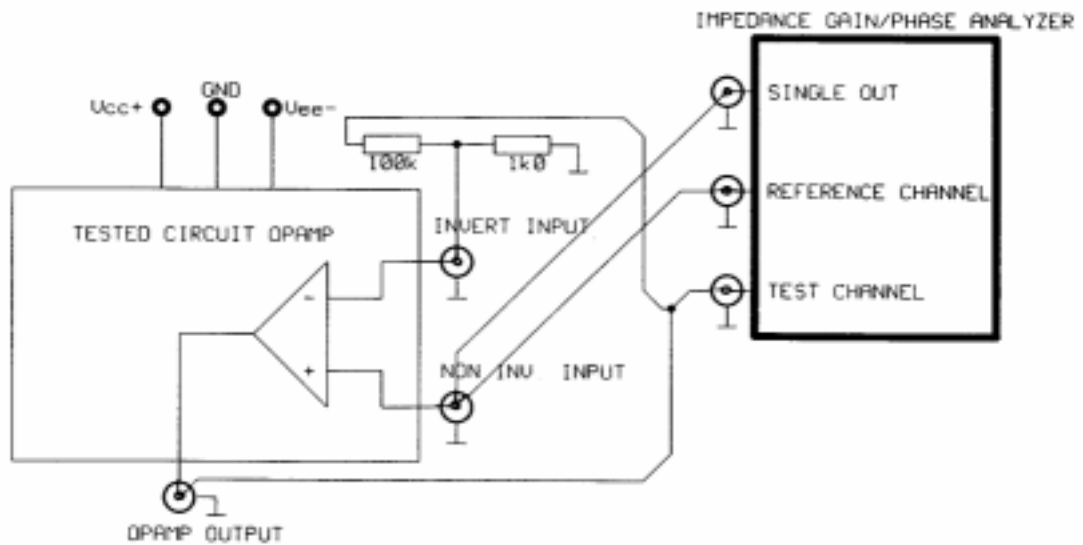 IMPEDANCE GAIN/PHASE ANALYZER
SINGLE OUT
GND
Vcc+
Vee-
100k
1k0
REFERENCE CHANNEL
INVERT INPUT
TESTED CIRCUIT OPAMP
TEST CHANNEL
-
+
NON INV. INPUT
OPAMP OUTPUT